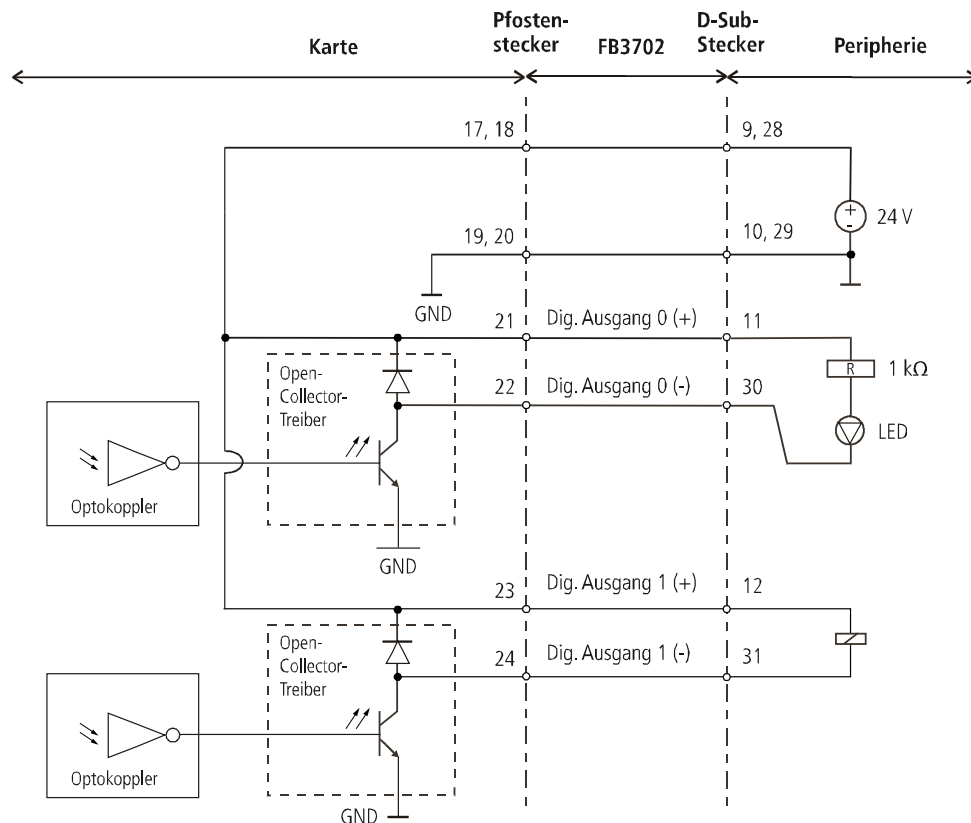 Karte
Pfosten-
stecker
FB3702
D-Sub-
Stecker
Peripherie
17, 18
9, 28
+
-
24 V
19, 20
10, 29
GND
21
Dig. Ausgang 0 (+)
11
Open-
Collector-
Treiber
22
Dig. Ausgang 0 (-)
30
R
1 kΩ
LED
Optokoppler
GND
23
Dig. Ausgang 1 (+)
12
Open-
Collector-
Treiber
24
Dig. Ausgang 1 (-)
31
Optokoppler
GND